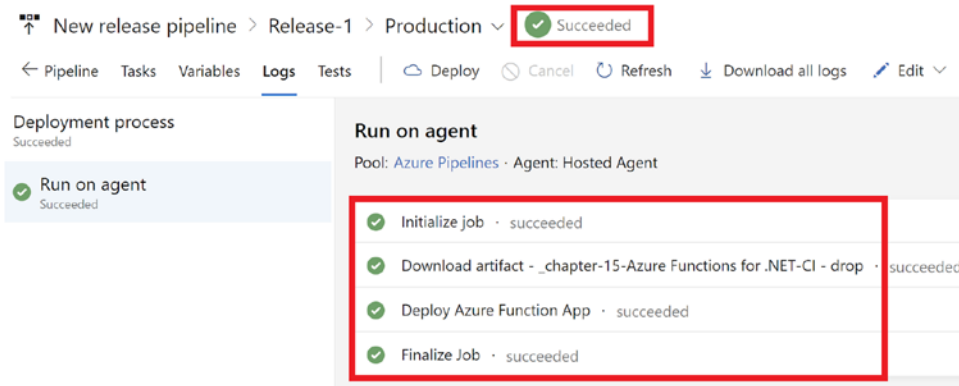 New release pipeline > Release-1 > Production Succeeded
Pipeline Tasks Variables Logs Tests Deploy Cancel Refresh Download all logs Edit
Deployment process
Succeeded
Run on agent
Succeeded
Run on agent
Pool: Azure Pipelines · Agent: Hosted Agent
Initialize job · succeeded
Download artifact - _chapter-15-Azure Functions for .NET-CI - drop · succeeded
Deploy Azure Function App · succeeded
Finalize Job · succeeded